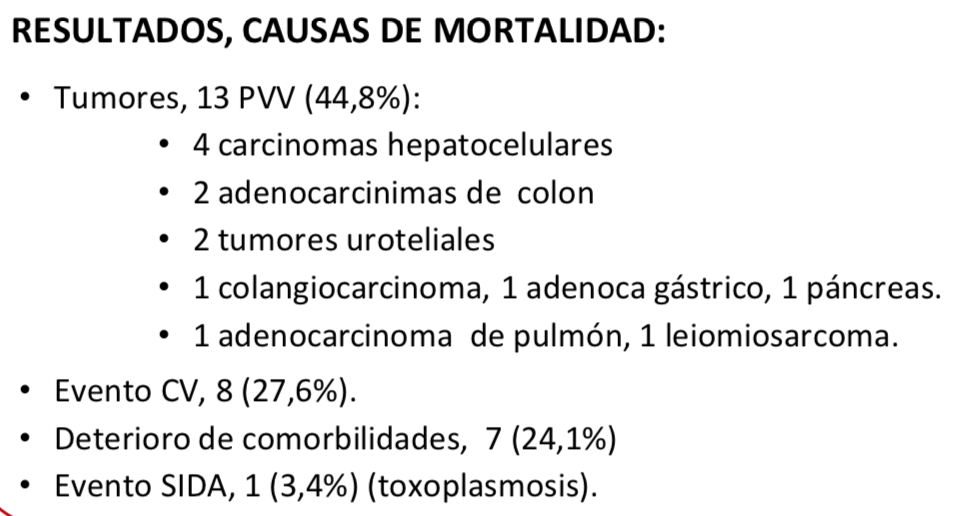 RESULTADOS, CAUSAS DE MORTALIDAD:
• Tumores, 13 PVV (44,8%):
• 4 carcinomas hepatocelulares
• 2 adenocarcinimas de colon
• 2 tumores uroteliales
• 1 colangiocarcinoma, 1 adenoca gástrico, 1 páncreas.
• 1 adenocarcinoma de pulmón, 1 leiomiosarcoma.
• Evento CV, 8 (27,6%).
• Deterioro de comorbilidades, 7 (24,1%)
• Evento SIDA, 1 (3,4%) (toxoplasmosis).